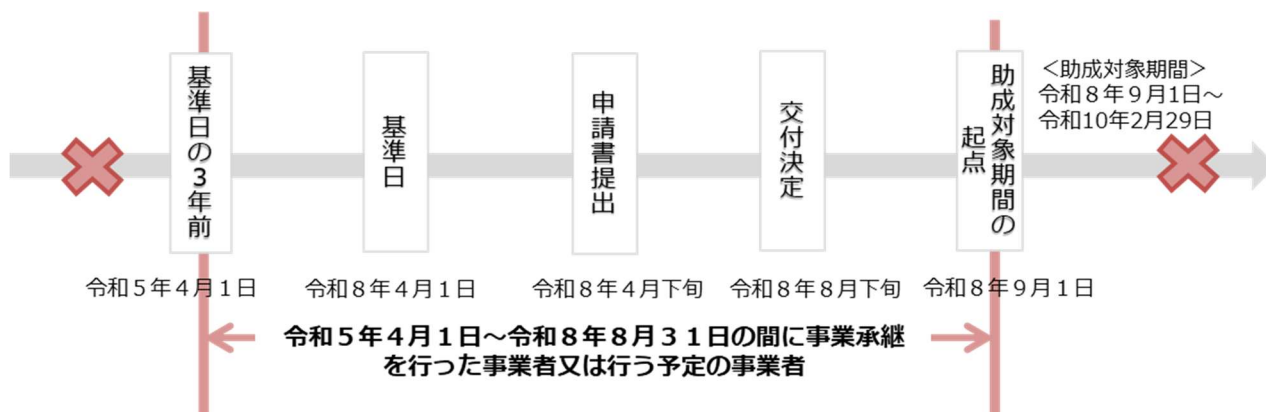 基準日の３年前
基準日
申請書提出
交付決定
助成対象期間の
起点
＜助成対象期間＞
令和８年９月1日～
令和10年２月29日
令和５年４月１日
令和８年４月１日
令和８年４月下旬
令和８年８月下旬
令和８年９月１日
令和５年４月１日～令和８年８月３１日の間に事業承継
を行った事業者又は行う予定の事業者